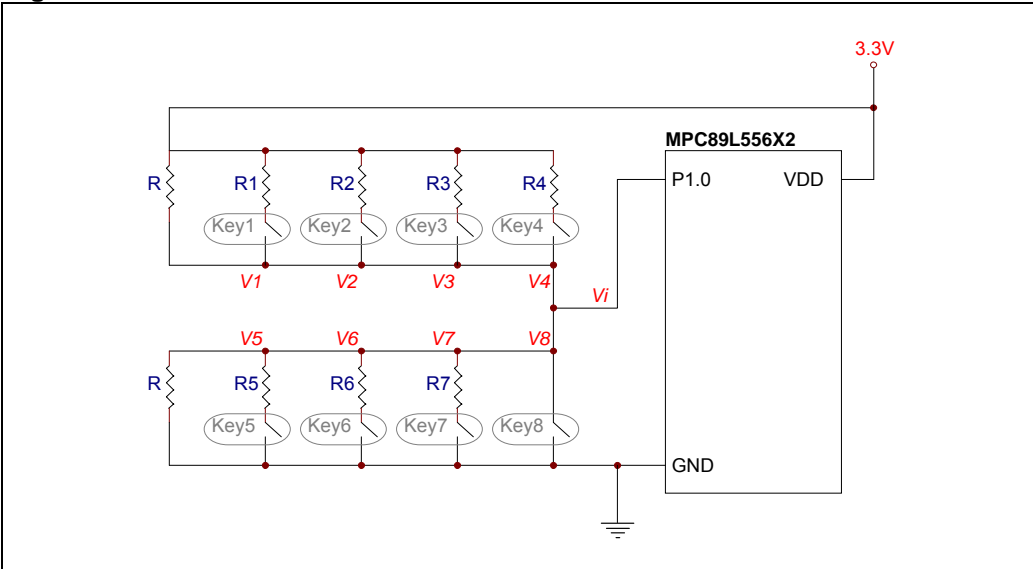 3.3V
MPC89L556X2
R R1 R2 R3 R4 P1.0 VDD
Key1 Key2 Key3 Key4
V1 V2 V3 V4
Vi
V5 V6 V7 V8
R R5 R6 R7
Key5 Key6 Key7 Key8
GND